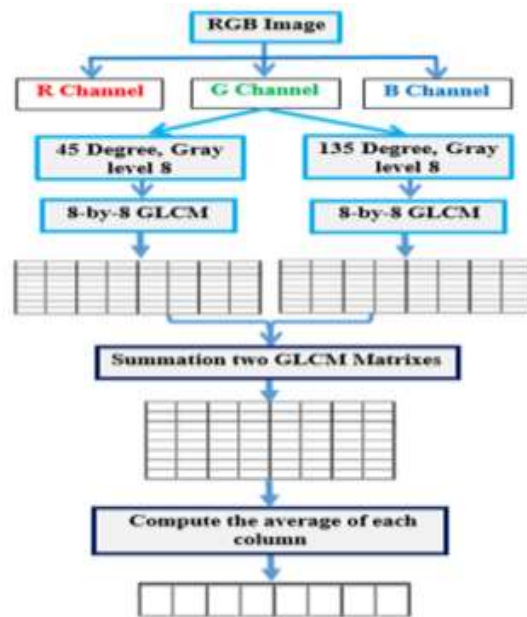 RGB Image
R Channel
G Channel
B Channel
45 Degree, Gray
level 8
135 Degree, Gray
level 8
8-by-8 GLCM
8-by-8 GLCM
Summation two GLCM Matrixes
Compute the average of each
column